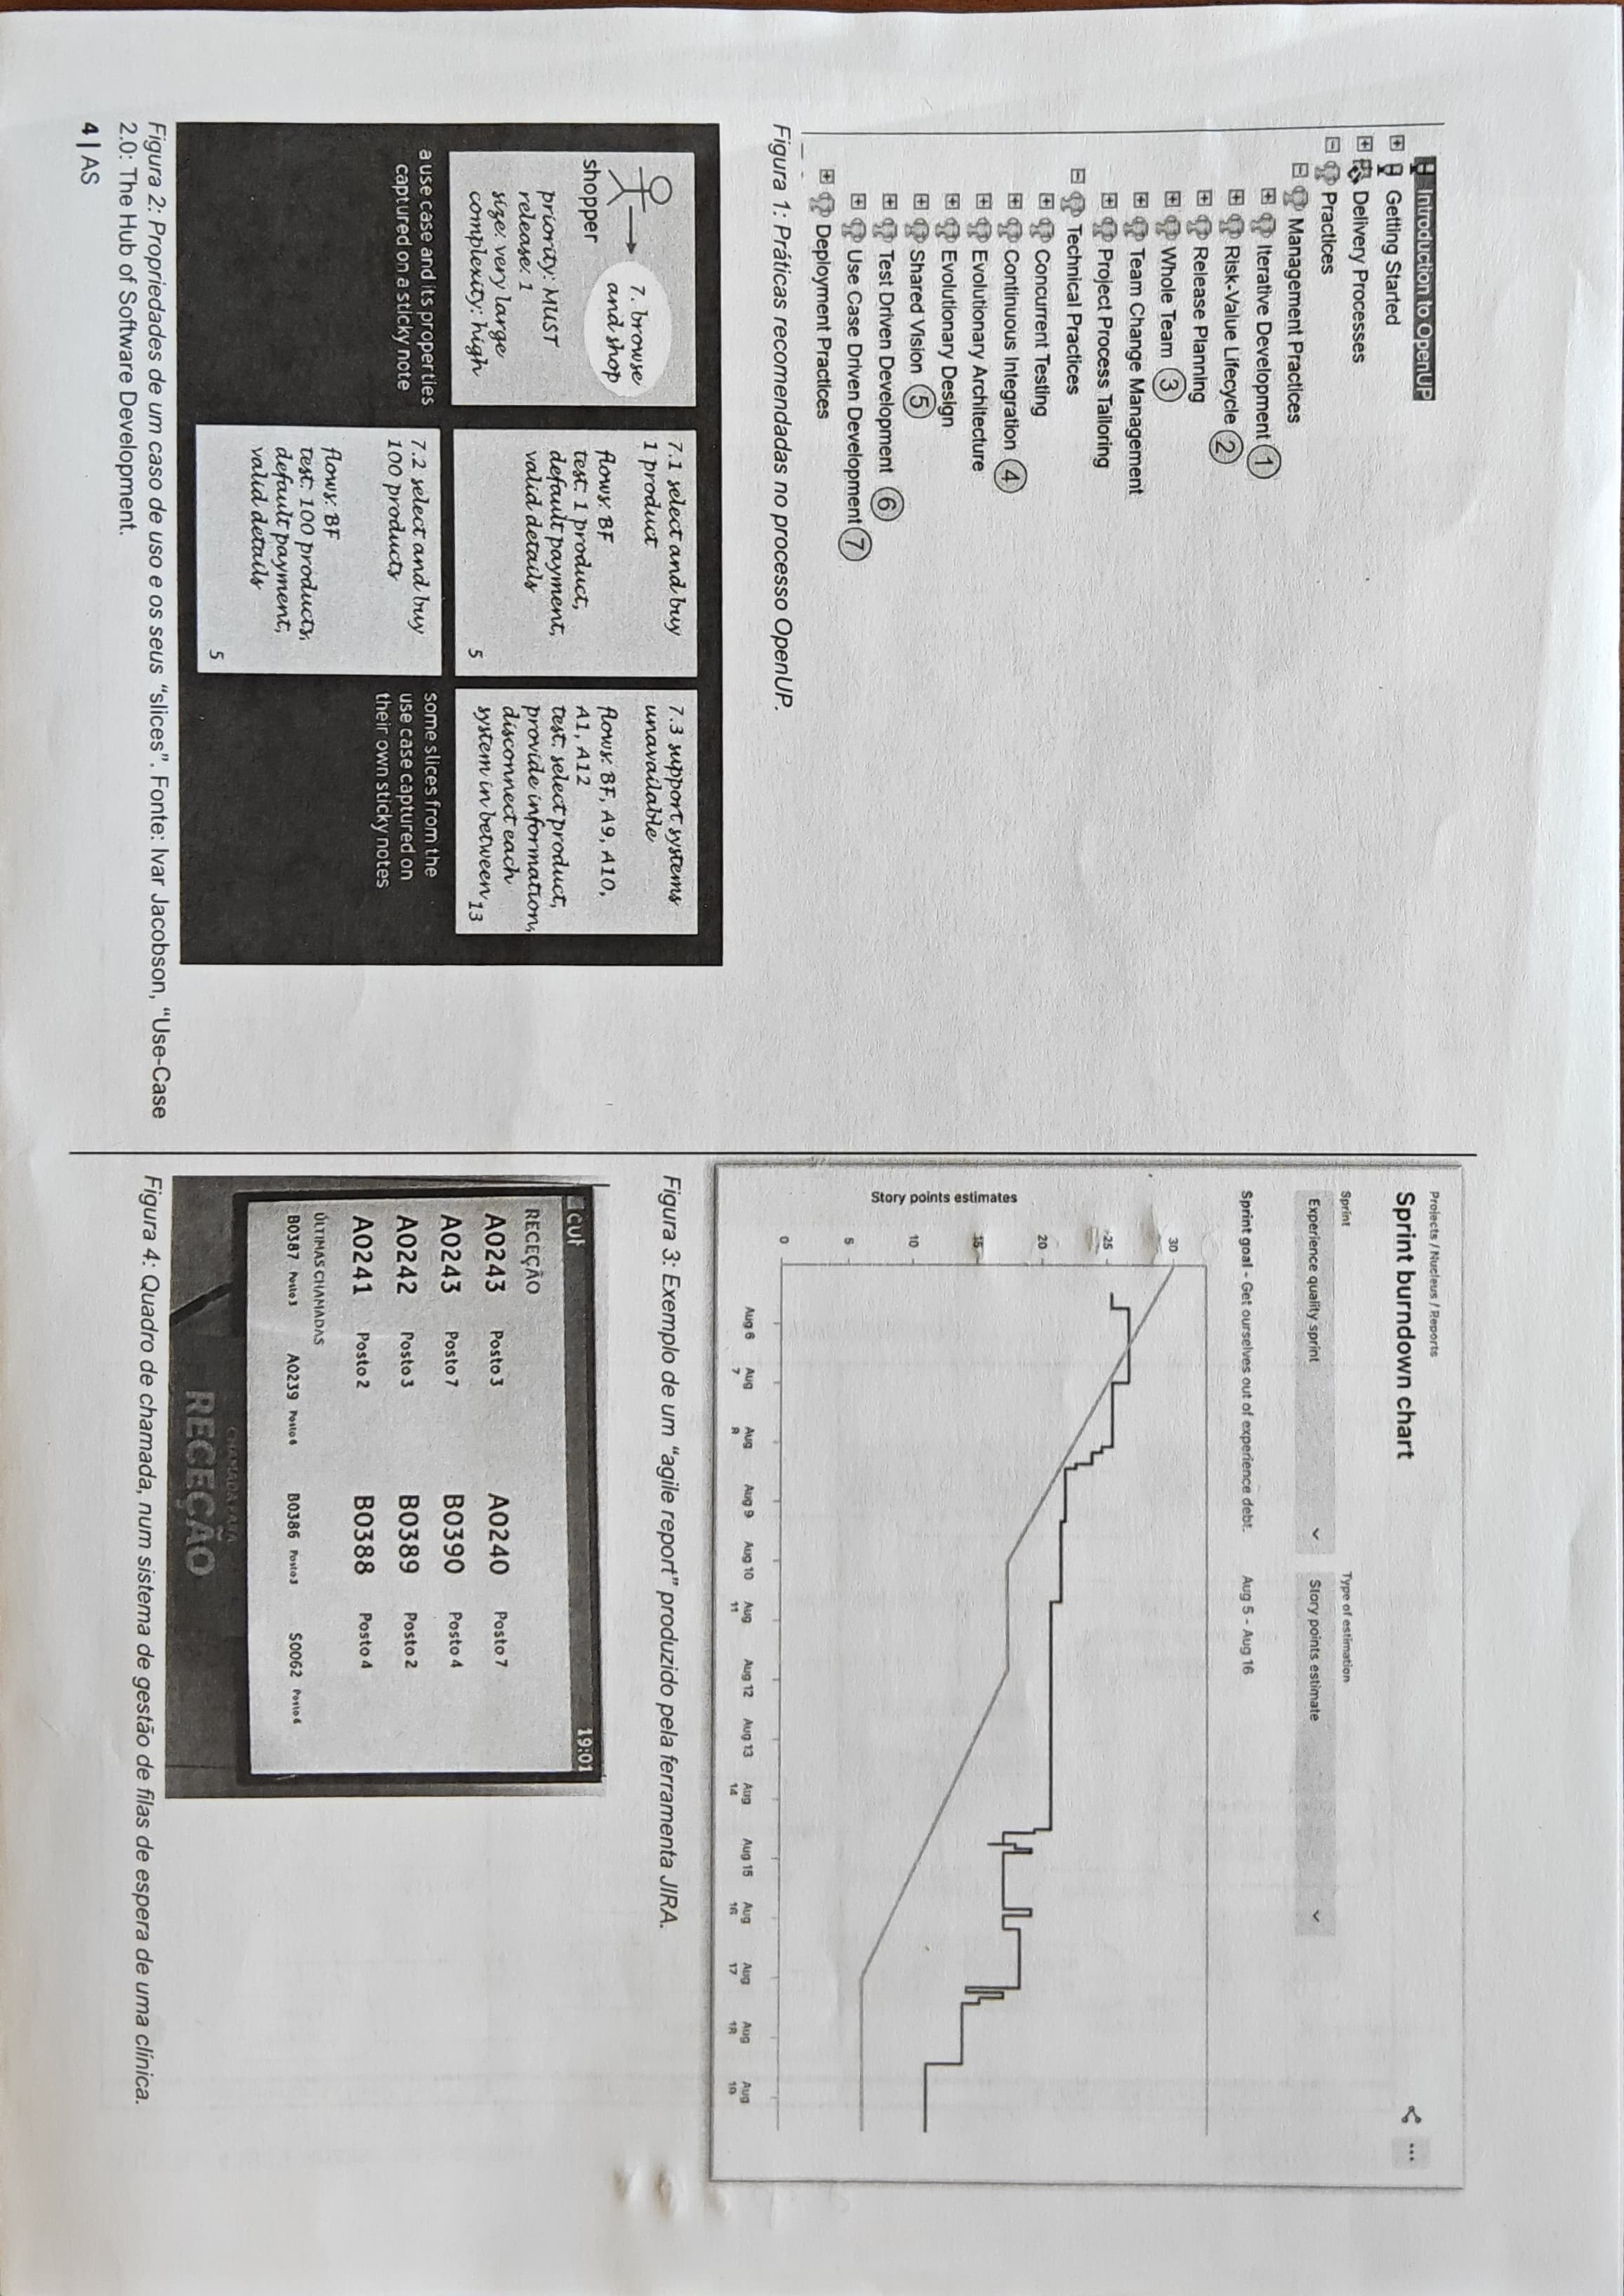 Introduction to OpenUP
Getting Started
Delivery Processes
Practices
Management Practices
Iterative Development 1
Risk-Value Lifecycle 2
Release Planning
Whole Team 3
Team Change Management
Project Process Tailoring
Technical Practices
Concurrent Testing
Continuous Integration 4
Evolutionary Architecture
Evolutionary Design
Shared Vision 5
Test Driven Development 6
Use Case Driven Development 7
Deployment Practices
Figura 1: Práticas recomendadas no processo OpenUP.
7. browse
and shop
shopper
priority: MUST
release: 1
size: very large
complexity: high
a use case and its properties
captured on a sticky note
7.1 select and buy
1 product
flows: BF
test: 1 product,
default payment,
valid details
5
7.2 select and buy
100 products
flows: BF
test: 100 products,
default payment,
valid details
5
7.3 support systems
unavailable
flows: BF, A9, A10,
A1, A12
test: select product,
provide information,
disconnect each
system in between
13
some slices from the
use case captured on
their own sticky notes
Figura 2: Propriedades de um caso de uso e os seus “slices”. Fonte: Ivar Jacobson, “Use-Case
2.0: The Hub of Software Development.
4 | AS
Projects / Nucleus / Reports
Sprint burndown chart
Sprint
Experience quality sprint
Type of estimation
Story points estimate
Sprint goal - Get ourselves out of experience debt.
Aug 5 - Aug 16
Story points estimates
30
25
20
15
10
5
0
Aug 6
Aug 7
Aug 8
Aug 9
Aug 10
Aug 11
Aug 12
Aug 13
Aug 14
Aug 15
Aug 16
Aug 17
Aug 18
Aug 19
Figura 3: Exemplo de um “agile report” produzido pela ferramenta JIRA.
CUF
19:01
RECEÇÃO
A0243 Posto 3 A0240 Posto 7
A0243 Posto 7 B0390 Posto 4
A0242 Posto 3 B0389 Posto 2
A0241 Posto 2 B0388 Posto 4
ÚLTIMAS CHAMADAS
B0387 Posto 3 A0239 Posto 4 B0386 Posto 3 S0062 Posto 4
CHAMADA PARA
RECEÇÃO
Figura 4: Quadro de chamada, num sistema de gestão de filas de espera de uma clínica.